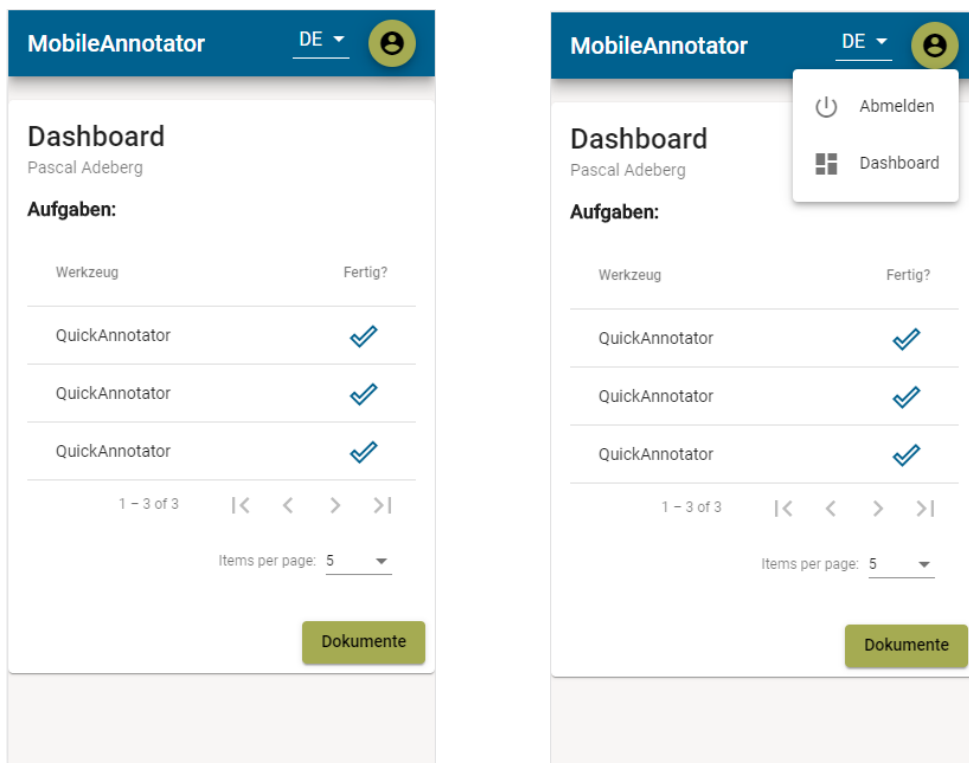 MobileAnnotator DE
Dashboard
Pascal Adeberg
Aufgaben:
Werkzeug Fertig?
QuickAnnotator
QuickAnnotator
QuickAnnotator
1 – 3 of 3
Items per page: 5
Dokumente
MobileAnnotator DE
Abmelden
Dashboard
Dashboard
Pascal Adeberg
Aufgaben:
Werkzeug Fertig?
QuickAnnotator
QuickAnnotator
QuickAnnotator
1 – 3 of 3
Items per page: 5
Dokumente